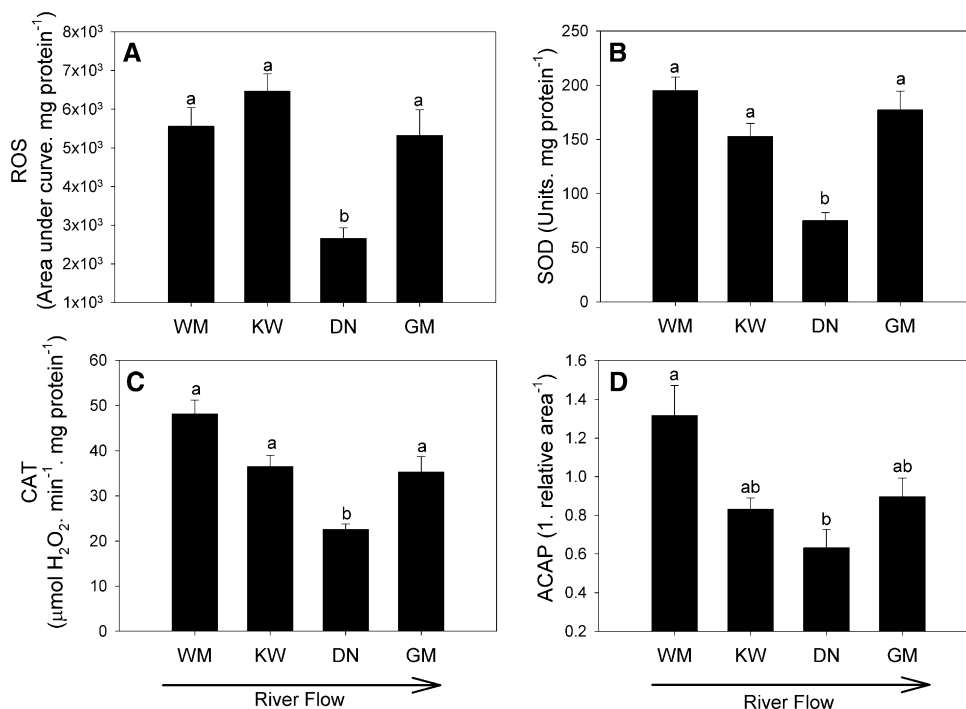 A
ROS
(Area under curve. mg protein⁻¹)
8x10³
7x10³
6x10³
5x10³
4x10³
3x10³
2x10³
1x10³
a
a
b
a
WM KW DN GM
B
SOD (Units. mg protein⁻¹)
250
200
150
100
50
0
a
a
b
a
WM KW DN GM
C
CAT
(μmol H₂O₂. min⁻¹. mg protein⁻¹)
60
50
40
30
20
10
0
a
a
b
a
WM KW DN GM
River Flow
D
ACAP (1. relative area⁻¹)
1.6
1.4
1.2
1.0
0.8
0.6
0.4
0.2
a
ab
b
ab
WM KW DN GM
River Flow